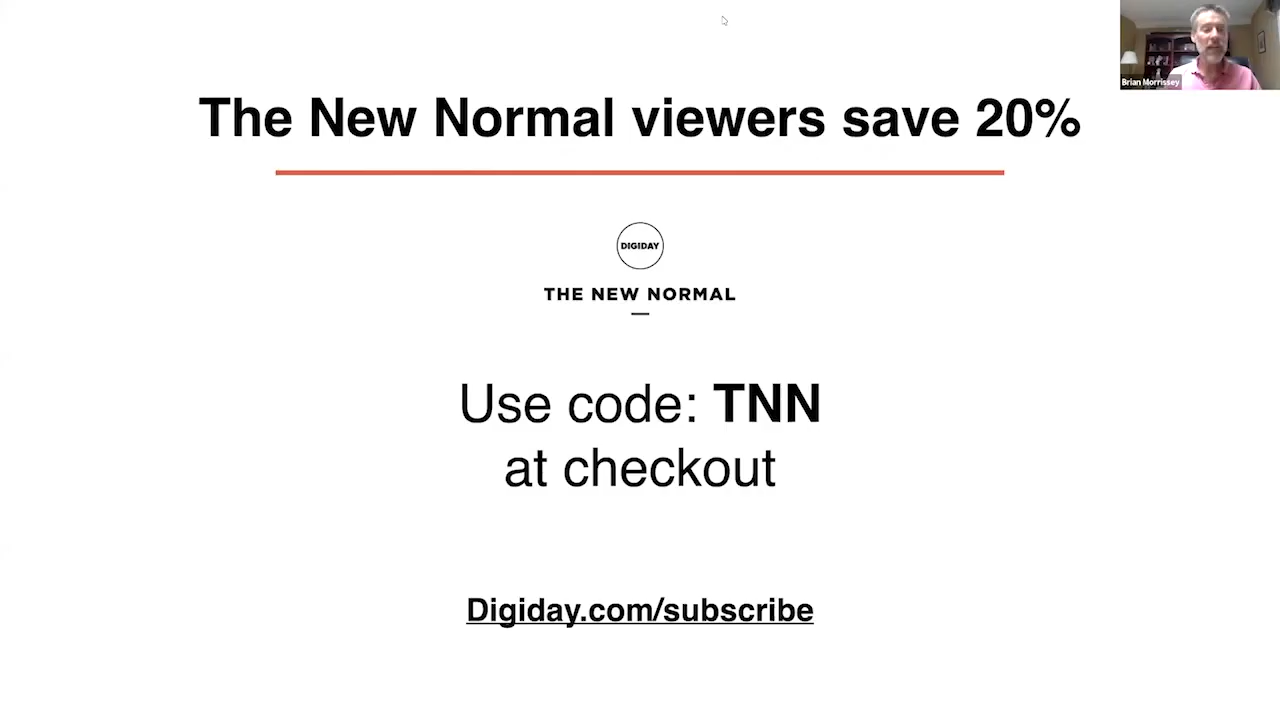 The New Normal viewers save 20%
Brian Morrissey
DIGIDAY
THE NEW NORMAL
Use code: TNN
at checkout
Digiday.com/subscribe